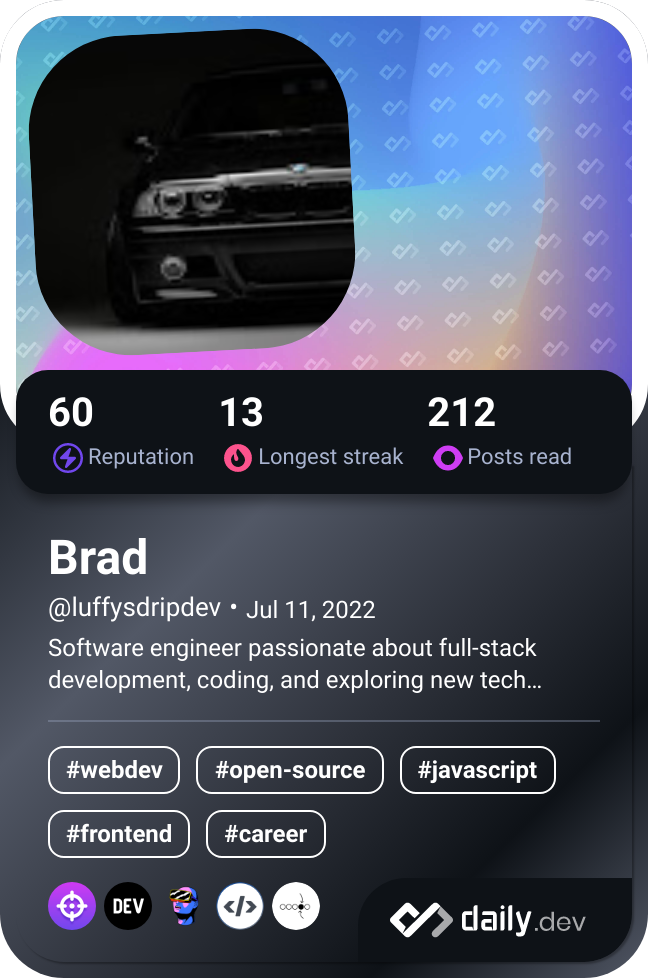 60 13 212
Reputation Longest streak Posts read
Brad
@luffysdripdev • Jul 11, 2022
Software engineer passionate about full-stack
development, coding, and exploring new tech…
#webdev #open-source #javascript
#frontend #career
DEV </> daily.dev